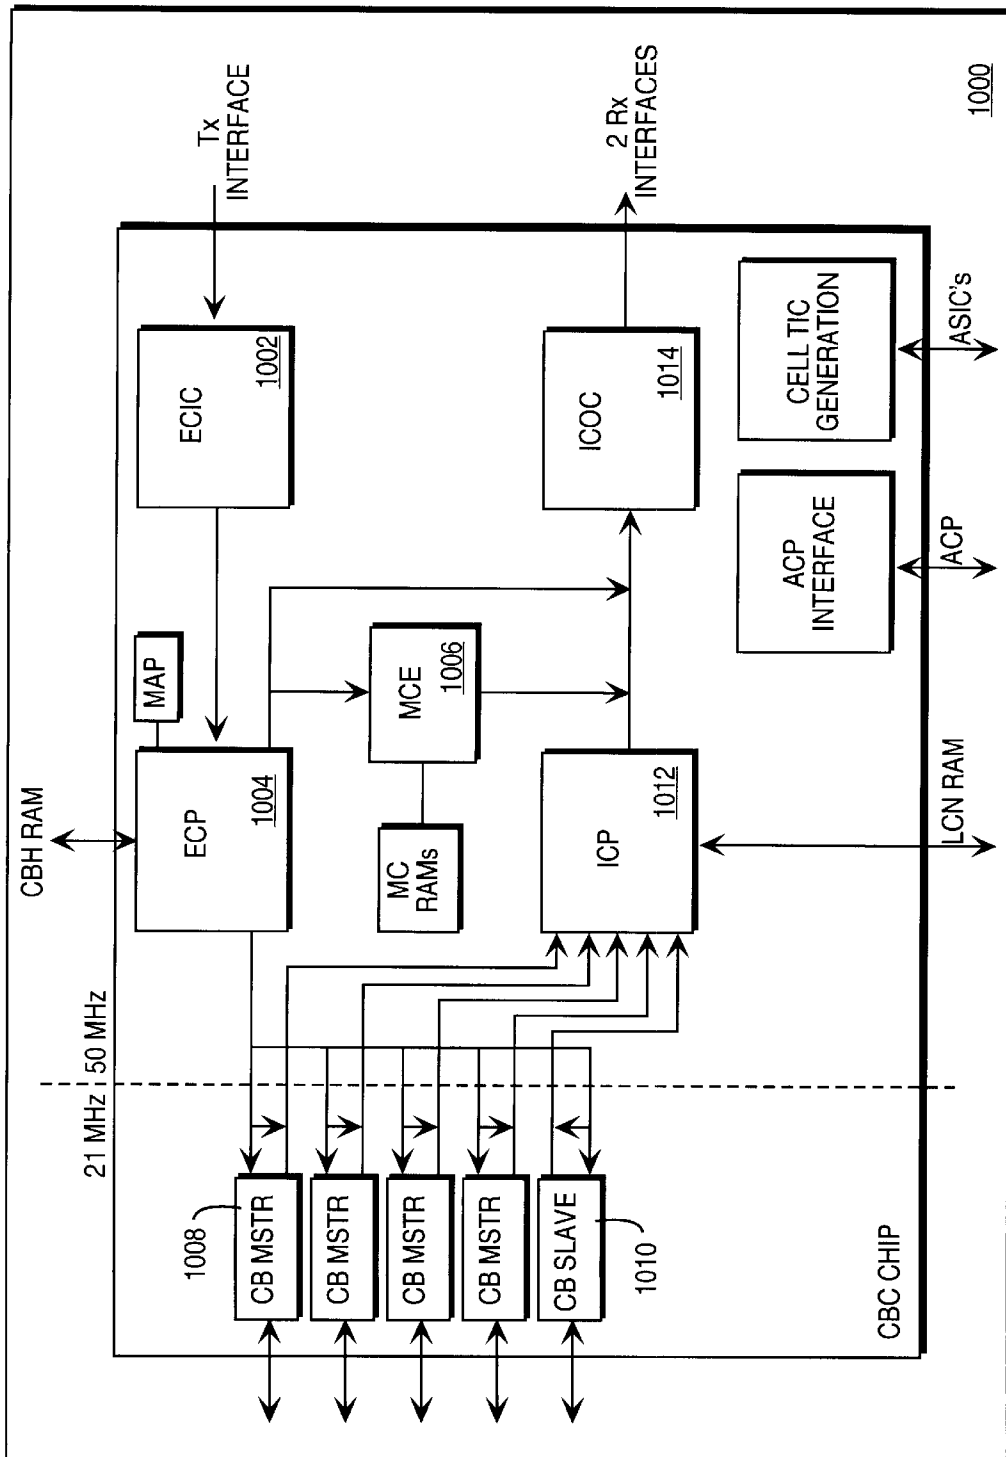 1000
Tx
INTERFACE
2 Rx
INTERFACES
ECIC
1002
ICOC
1014
CELL TIC
GENERATION
ASIC's
ACP
INTERFACE
ACP
MAP
MCE
1006
CBH RAM
ECP
1004
MC
RAMs
ICP
1012
LCN RAM
21 MHz
50 MHz
1008
CB MSTR
CB MSTR
CB MSTR
CB MSTR
CB SLAVE
1010
CBC CHIP